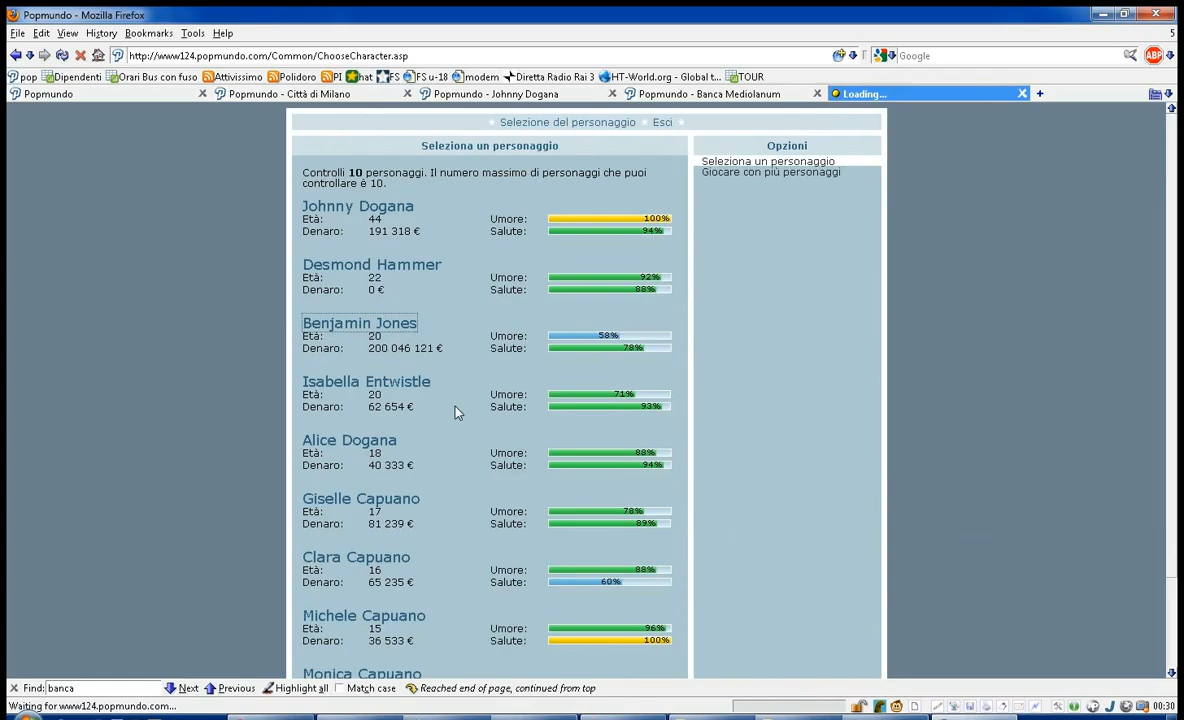 Popmundo - Mozilla Firefox
File Edit View History Bookmarks Tools Help
http://www124.popmundo.com/Common/ChooseCharacter.asp
Google
ABP
pop Dipendenti Orari Bus con fuso Attivissimo Polidoro PI hat FS FS u-18 modem Diretta Radio Rai 3 HT-World.org - Global t... TOUR
Popmundo Popmundo - Città di Milano Popmundo - Johnny Dogana Popmundo - Banca Mediolanum Loading...
Selezione del personaggio Esci
Seleziona un personaggio
Controlli 10 personaggi. Il numero massimo di personaggi che puoi
controllare è 10.
Johnny Dogana
Età: 44 Umore: 100%
Denaro: 191 318 € Salute: 94%
Desmond Hammer
Età: 22 Umore: 92%
Denaro: 0 € Salute: 88%
Benjamin Jones
Età: 20 Umore: 58%
Denaro: 200 046 121 € Salute: 78%
Isabella Entwistle
Età: 20 Umore: 71%
Denaro: 62 654 € Salute: 93%
Alice Dogana
Età: 18 Umore: 88%
Denaro: 40 333 € Salute: 94%
Giselle Capuano
Età: 17 Umore: 78%
Denaro: 81 239 € Salute: 89%
Clara Capuano
Età: 16 Umore: 88%
Denaro: 65 235 € Salute: 60%
Michele Capuano
Età: 15 Umore: 96%
Denaro: 36 533 € Salute: 100%
Monica Capuano
Opzioni
Seleziona un personaggio
Giocare con più personaggi
Find: banca Next Previous Highlight all Match case Reached end of page, continued from top
Waiting for www124.popmundo.com...
00:30